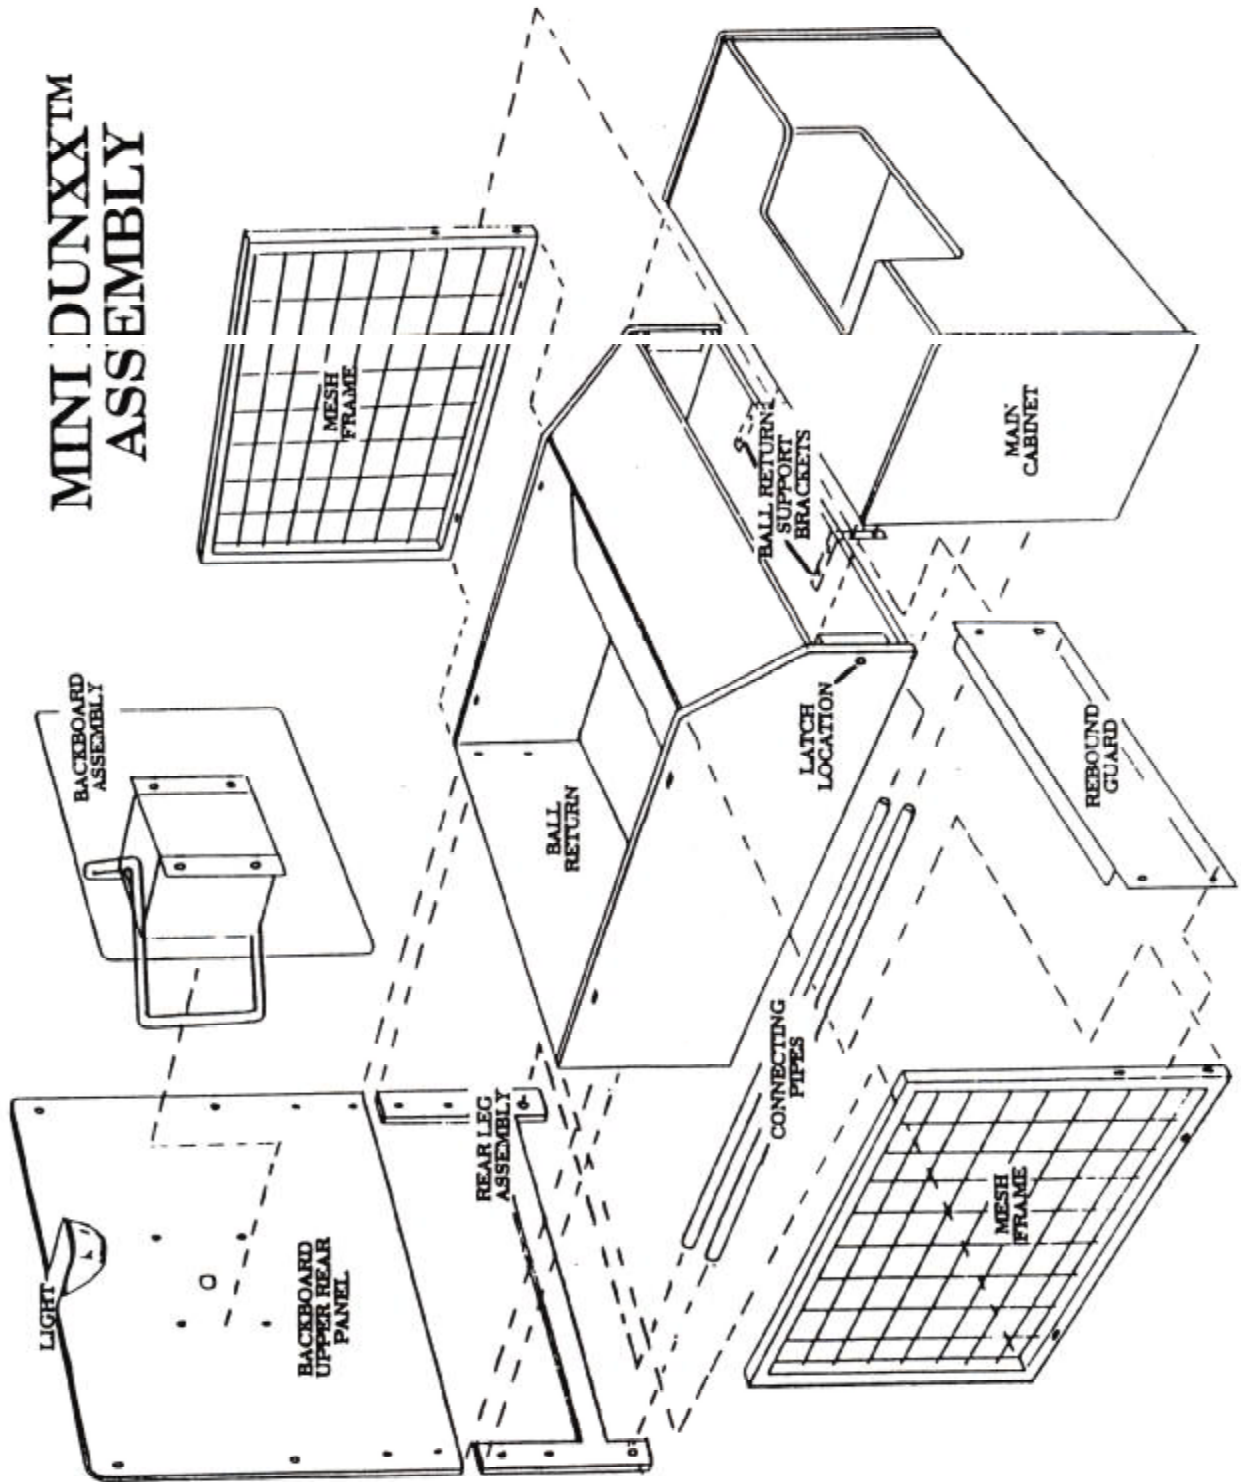 MINI DUNXX™
ASSEMBLY
LIGHT
BACKBOARD
UPPER REAR
PANEL
BACKBOARD
ASSEMBLY
MESH
FRAME
REAR LEG
ASSEMBLY
BALL
RETURN
BALL RETURN
SUPPORT
BRACKETS
LATCH
LOCATION
MAIN
CABINET
CONNECTING
PIPES
REBOUND
GUARD
MESH
FRAME